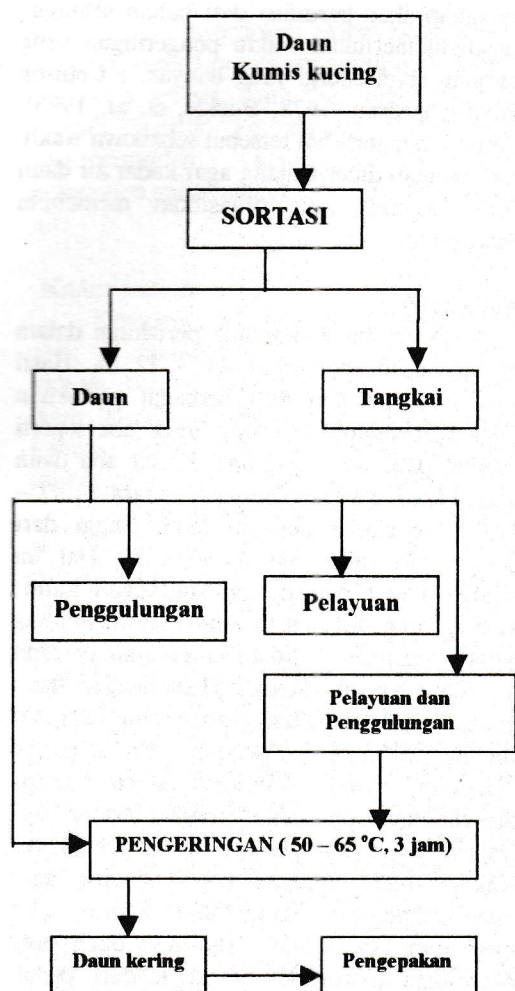 Daun
Kumis kucing
SORTASI
Daun
Tangkai
Penggulungan
Pelayuan
Pelayuan dan
Penggulungan
PENGERINGAN ( 50 – 65 °C, 3 jam)
Daun kering
Pengepakan